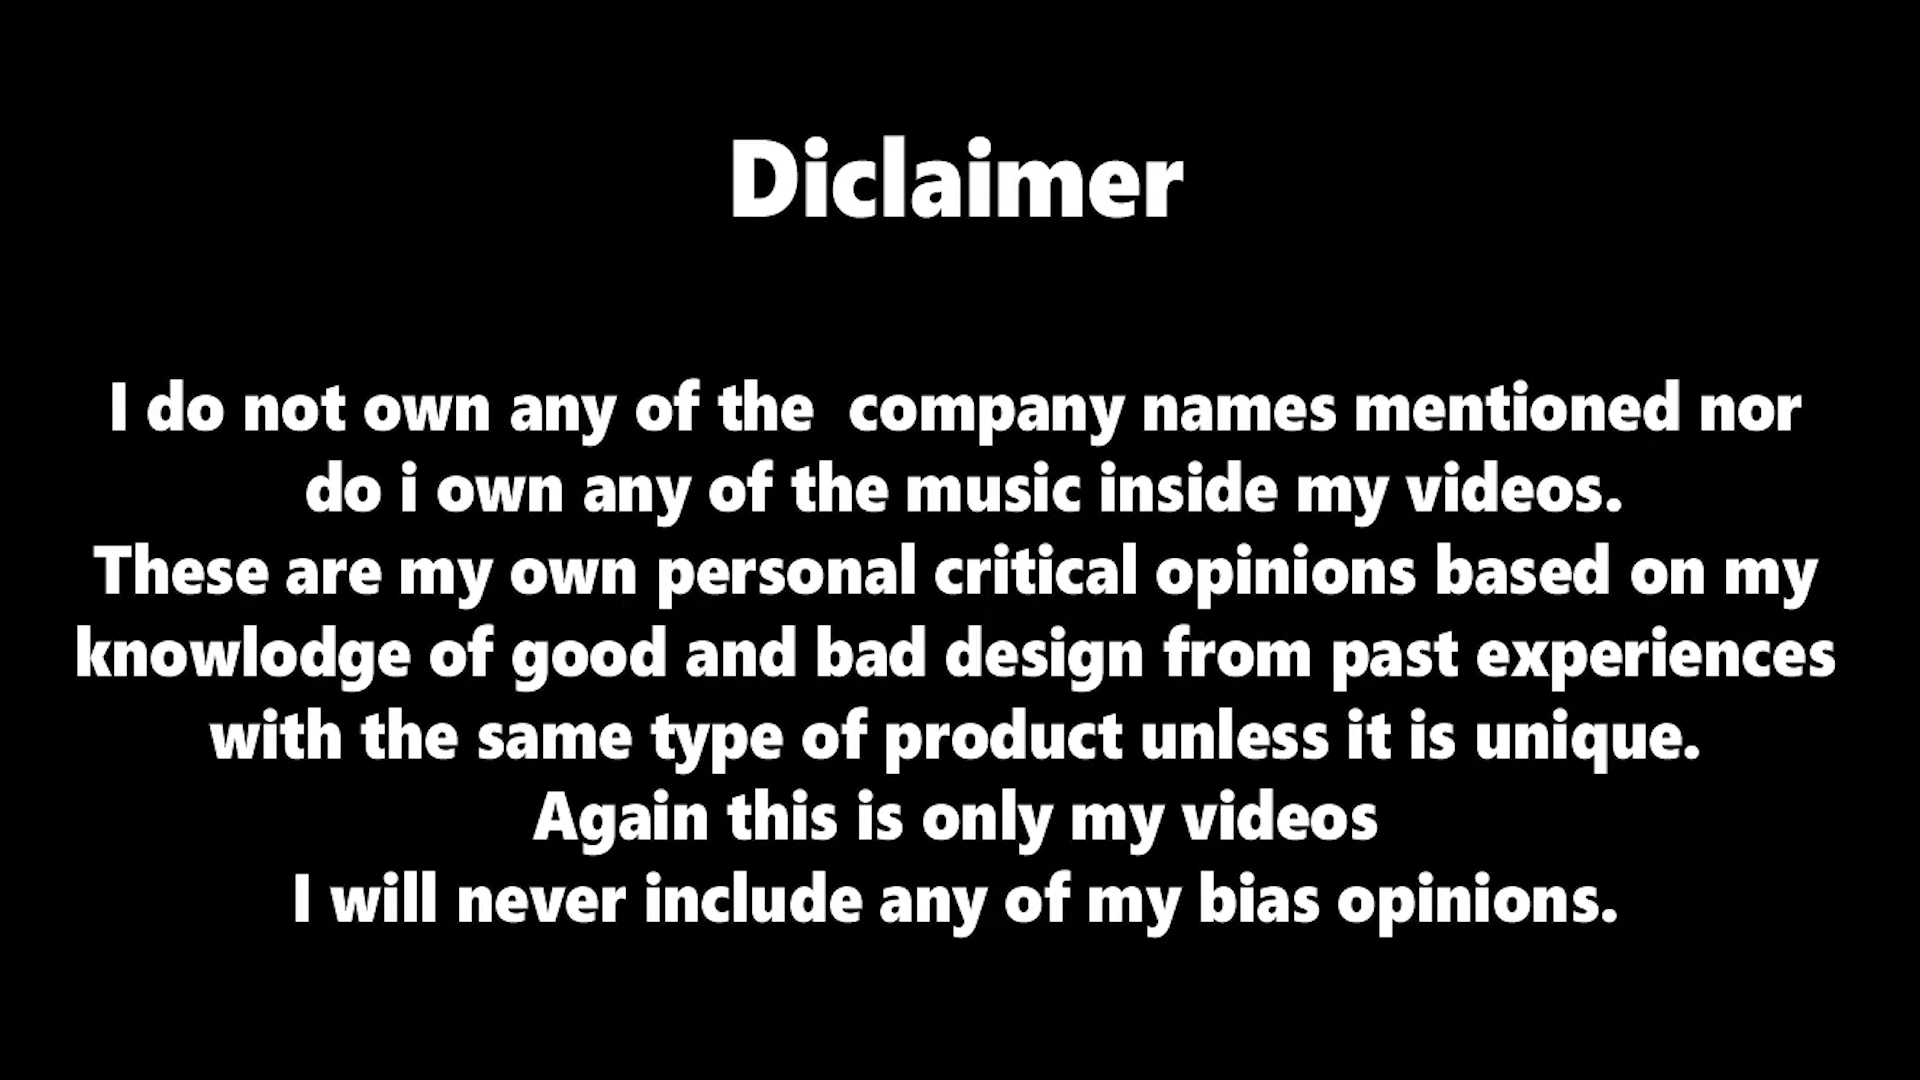 Diclaimer
I do not own any of the  company names mentioned nor
do i own any of the music inside my videos.
These are my own personal critical opinions based on my
knowlodge of good and bad design from past experiences
with the same type of product unless it is unique.
Again this is only my videos
I will never include any of my bias opinions.